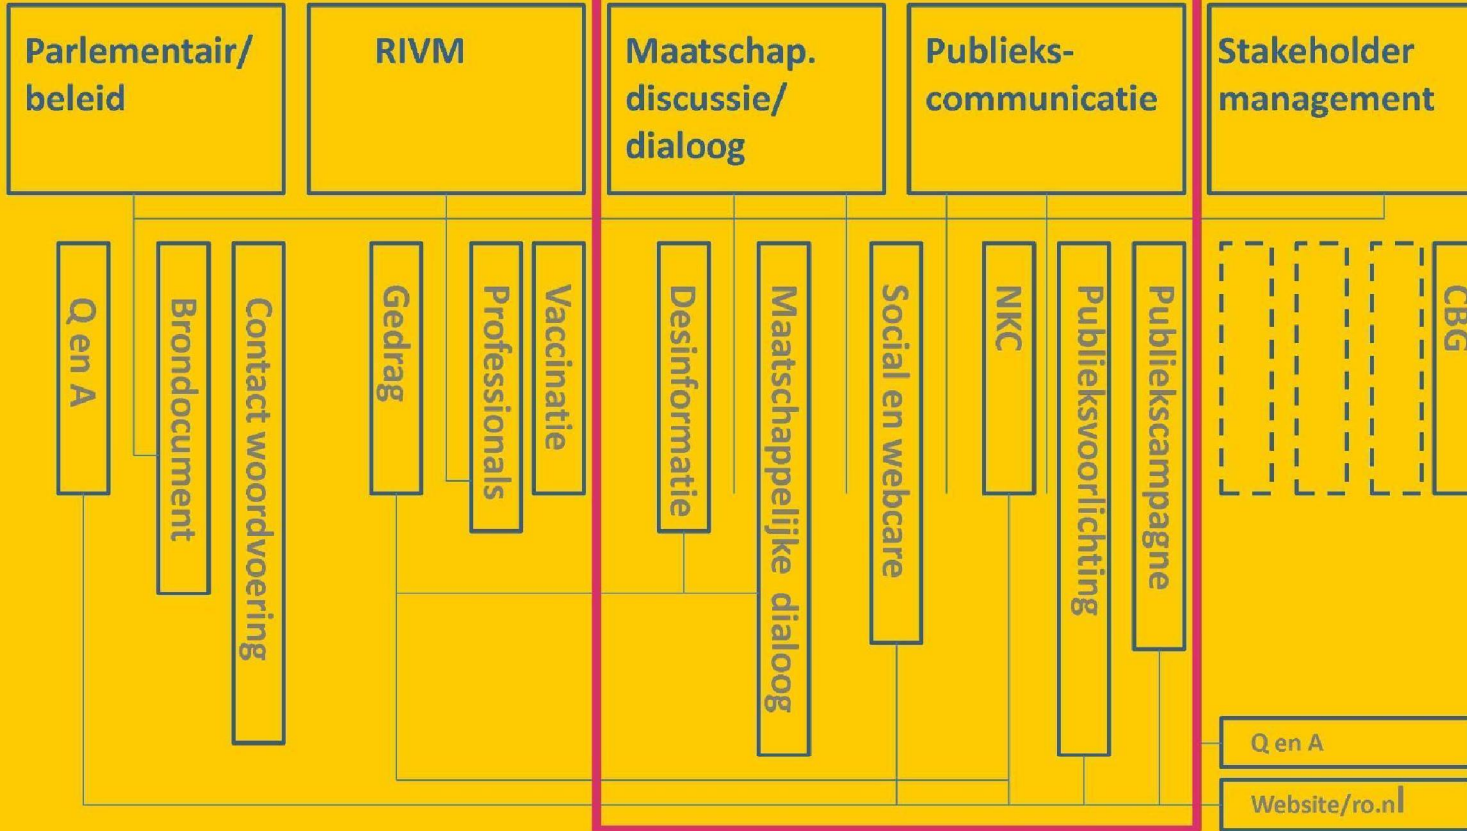 Parlementair/
beleid
RIVM
Maatschap.
discussie/
dialoog
Publieks-
communicatie
Stakeholder
management
Q en A
Brondocument
Contact woordvoering
Gedrag
Professionals
Vaccinatie
Desinformatie
Maatschappelijke dialoog
Social en webcare
NKC
Publieksvoorlichting
Publiekscampagne
CBG
Q en A
Website/ro.nl